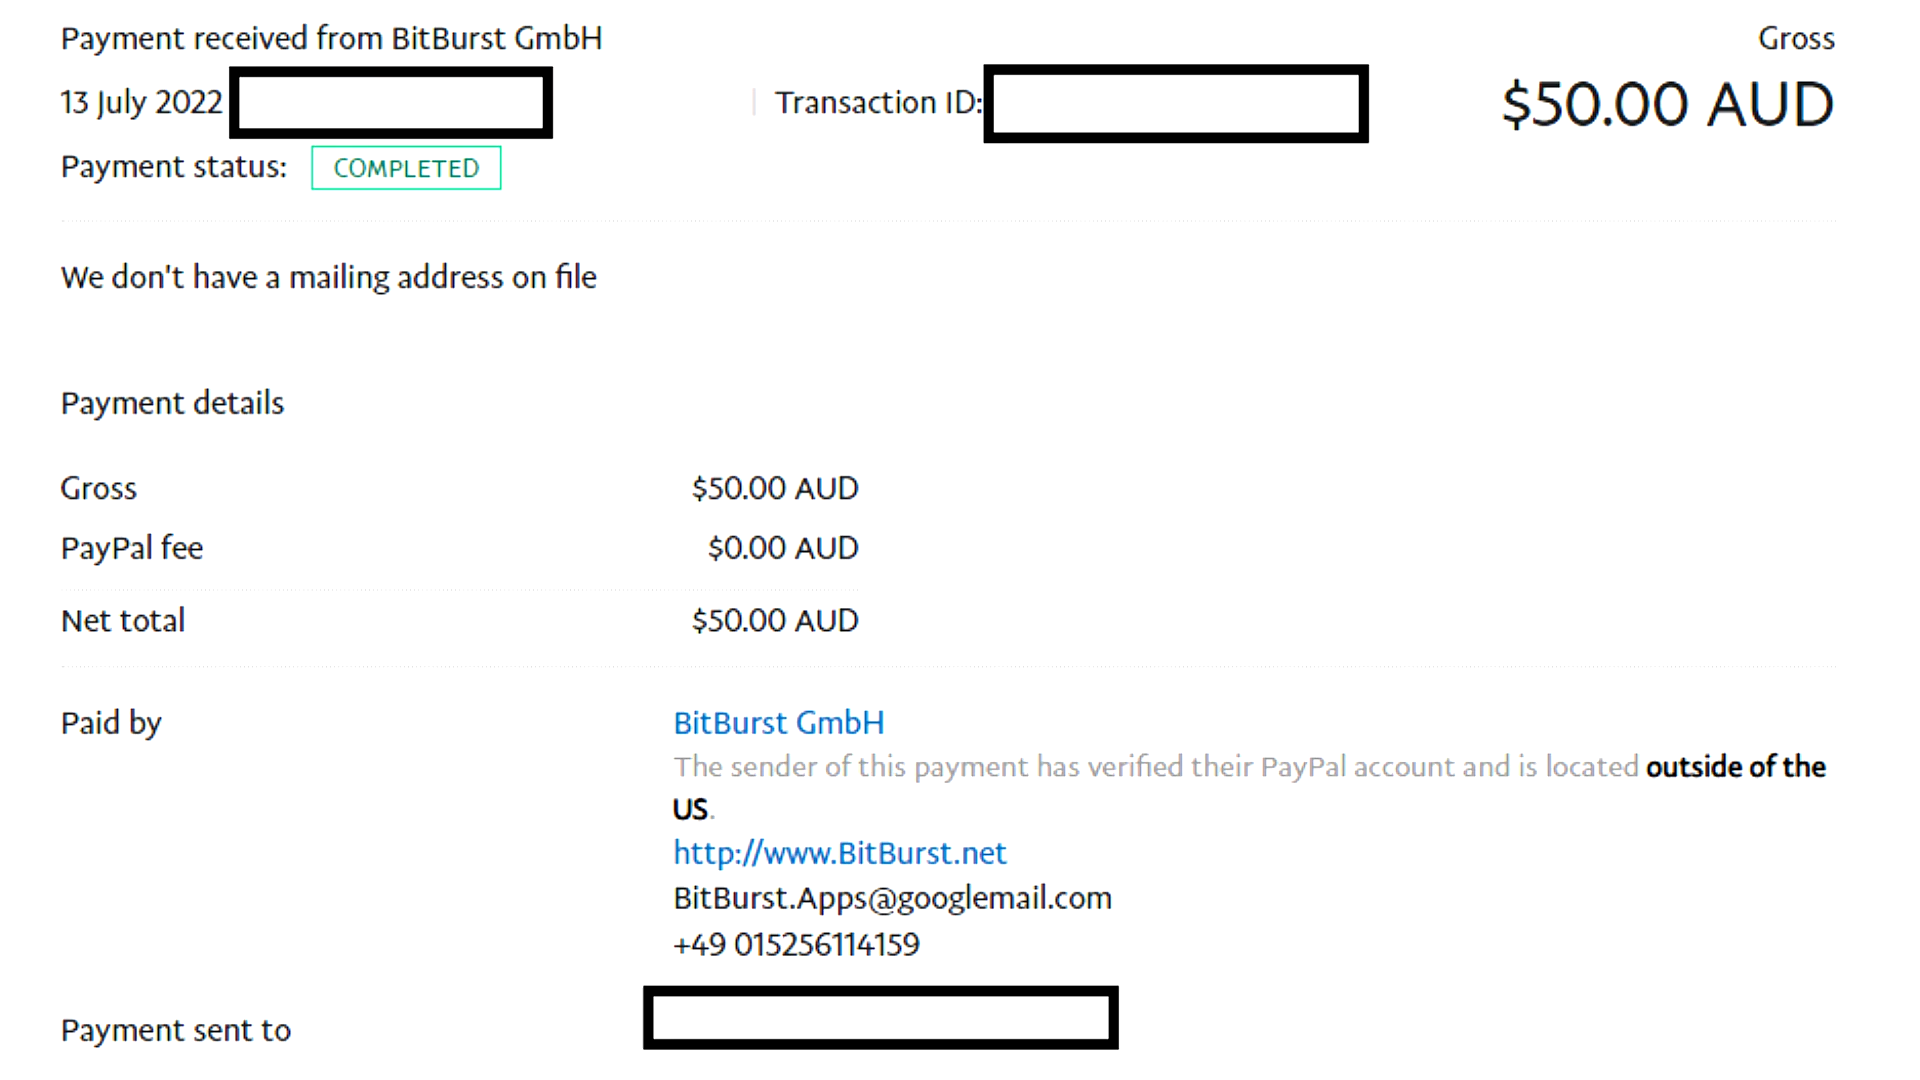 Payment received from BitBurst GmbH
Gross
13 July 2022
Transaction ID:
$50.00 AUD
Payment status: COMPLETED
We don't have a mailing address on file
Payment details
Gross $50.00 AUD
PayPal fee $0.00 AUD
Net total $50.00 AUD
Paid by BitBurst GmbH
The sender of this payment has verified their PayPal account and is located outside of the
US.
http://www.BitBurst.net
BitBurst.Apps@googlemail.com
+49 015256114159
Payment sent to